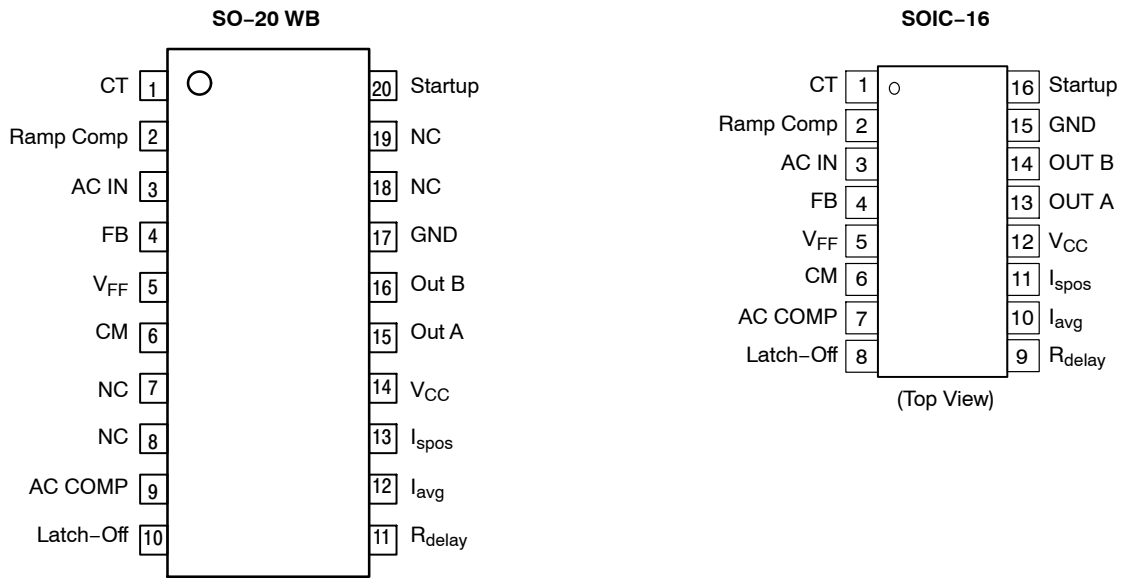 SO−20 WB
CT 1
Ramp Comp 2
AC IN 3
FB 4
VFF 5
CM 6
NC 7
NC 8
AC COMP 9
Latch−Off 10
20 Startup
19 NC
18 NC
17 GND
16 Out B
15 Out A
14 VCC
13 Ispos
12 Iavg
11 Rdelay
SOIC−16
CT 1
Ramp Comp 2
AC IN 3
FB 4
VFF 5
CM 6
AC COMP 7
Latch−Off 8
16 Startup
15 GND
14 OUT B
13 OUT A
12 VCC
11 Ispos
10 Iavg
9 Rdelay
(Top View)